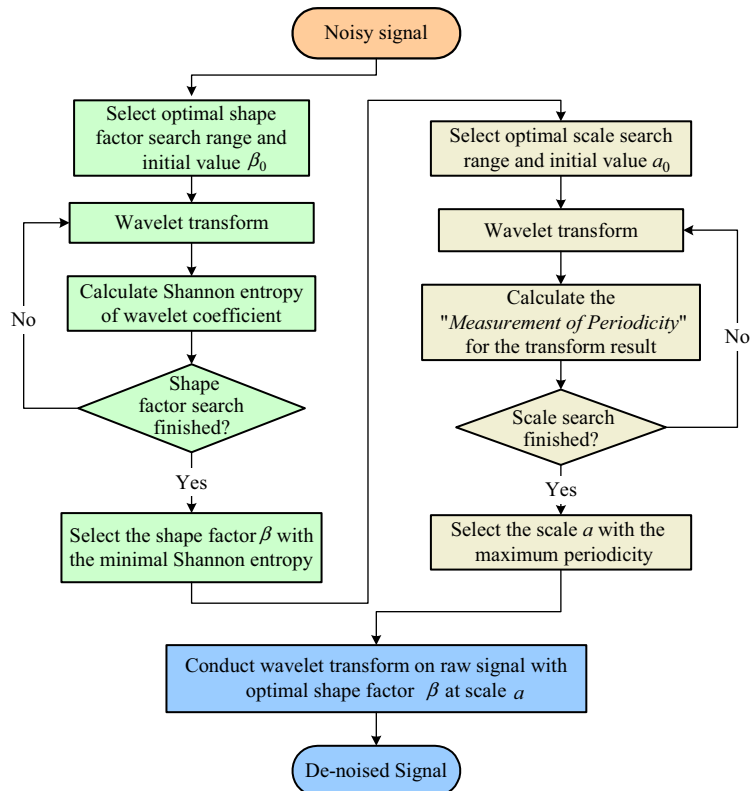 Noisy signal
Select optimal shape
factor search range and
initial value β₀
Wavelet transform
Calculate Shannon entropy
of wavelet coefficient
No
Shape
factor search
finished?
Yes
Select the shape factor β with
the minimal Shannon entropy
Select optimal scale search
range and initial value a₀
Wavelet transform
Calculate the
"Measurement of Periodicity"
for the transform result
No
Scale search
finished?
Yes
Select the scale a with the
maximum periodicity
Conduct wavelet transform on raw signal with
optimal shape factor β at scale a
De-noised Signal